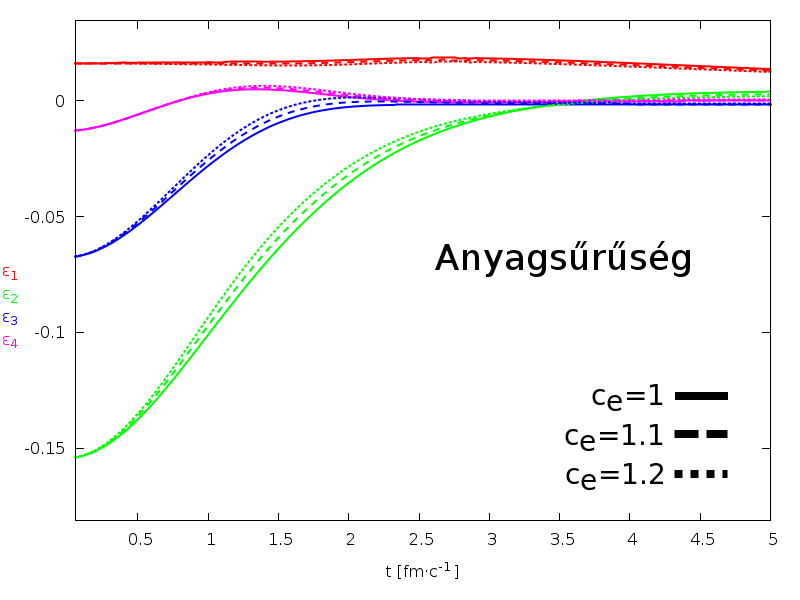 0
-0.05
-0.1
-0.15
ε1
ε2
ε3
ε4
Anyagsűrűség
ce=1
ce=1.1
ce=1.2
0.5 1 1.5 2 2.5 3 3.5 4 4.5 5
t [fm·c-1]